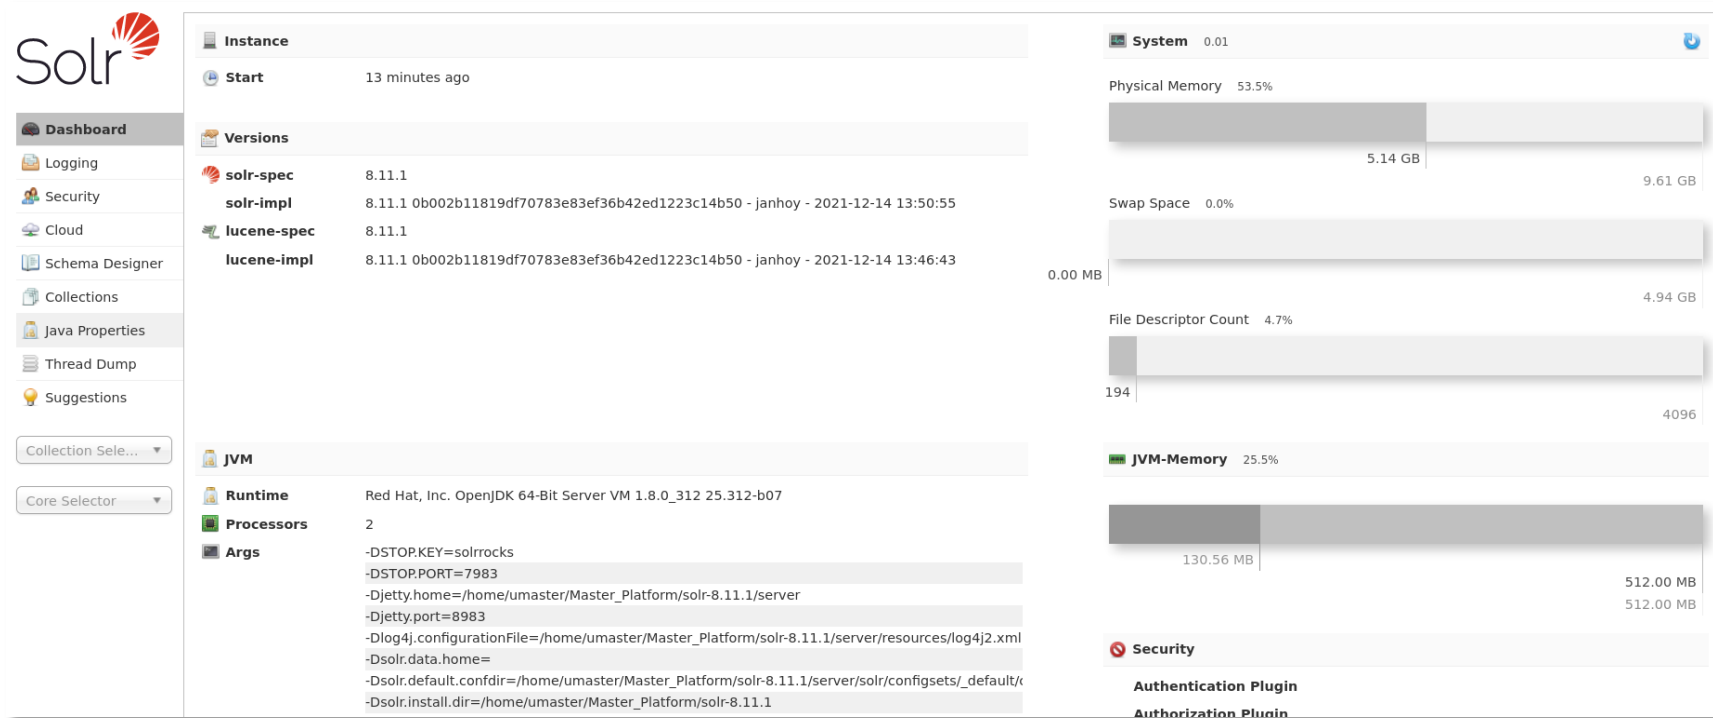 Solr
Dashboard
Logging
Security
Cloud
Schema Designer
Collections
Java Properties
Thread Dump
Suggestions
Collection Sele...
Core Selector
Instance
Start 13 minutes ago
Versions
solr-spec 8.11.1
solr-impl 8.11.1 0b002b11819df70783e83ef36b42ed1223c14b50 - janhoy - 2021-12-14 13:50:55
lucene-spec 8.11.1
lucene-impl 8.11.1 0b002b11819df70783e83ef36b42ed1223c14b50 - janhoy - 2021-12-14 13:46:43
JVM
Runtime Red Hat, Inc. OpenJDK 64-Bit Server VM 1.8.0_312 25.312-b07
Processors 2
Args -DSTOP.KEY=solrrocks
-DSTOP.PORT=7983
-Djetty.home=/home/umaster/Master_Platform/solr-8.11.1/server
-Djetty.port=8983
-Dlog4j.configurationFile=/home/umaster/Master_Platform/solr-8.11.1/server/resources/log4j2.xml
-Dsolr.data.home=
-Dsolr.default.confdir=/home/umaster/Master_Platform/solr-8.11.1/server/solr/configsets/_default/c
-Dsolr.install.dir=/home/umaster/Master_Platform/solr-8.11.1
System 0.01
Physical Memory 53.5%
5.14 GB
9.61 GB
Swap Space 0.0%
0.00 MB
4.94 GB
File Descriptor Count 4.7%
194
4096
JVM-Memory 25.5%
130.56 MB
512.00 MB
512.00 MB
Security
Authentication Plugin
Authorization Plugin